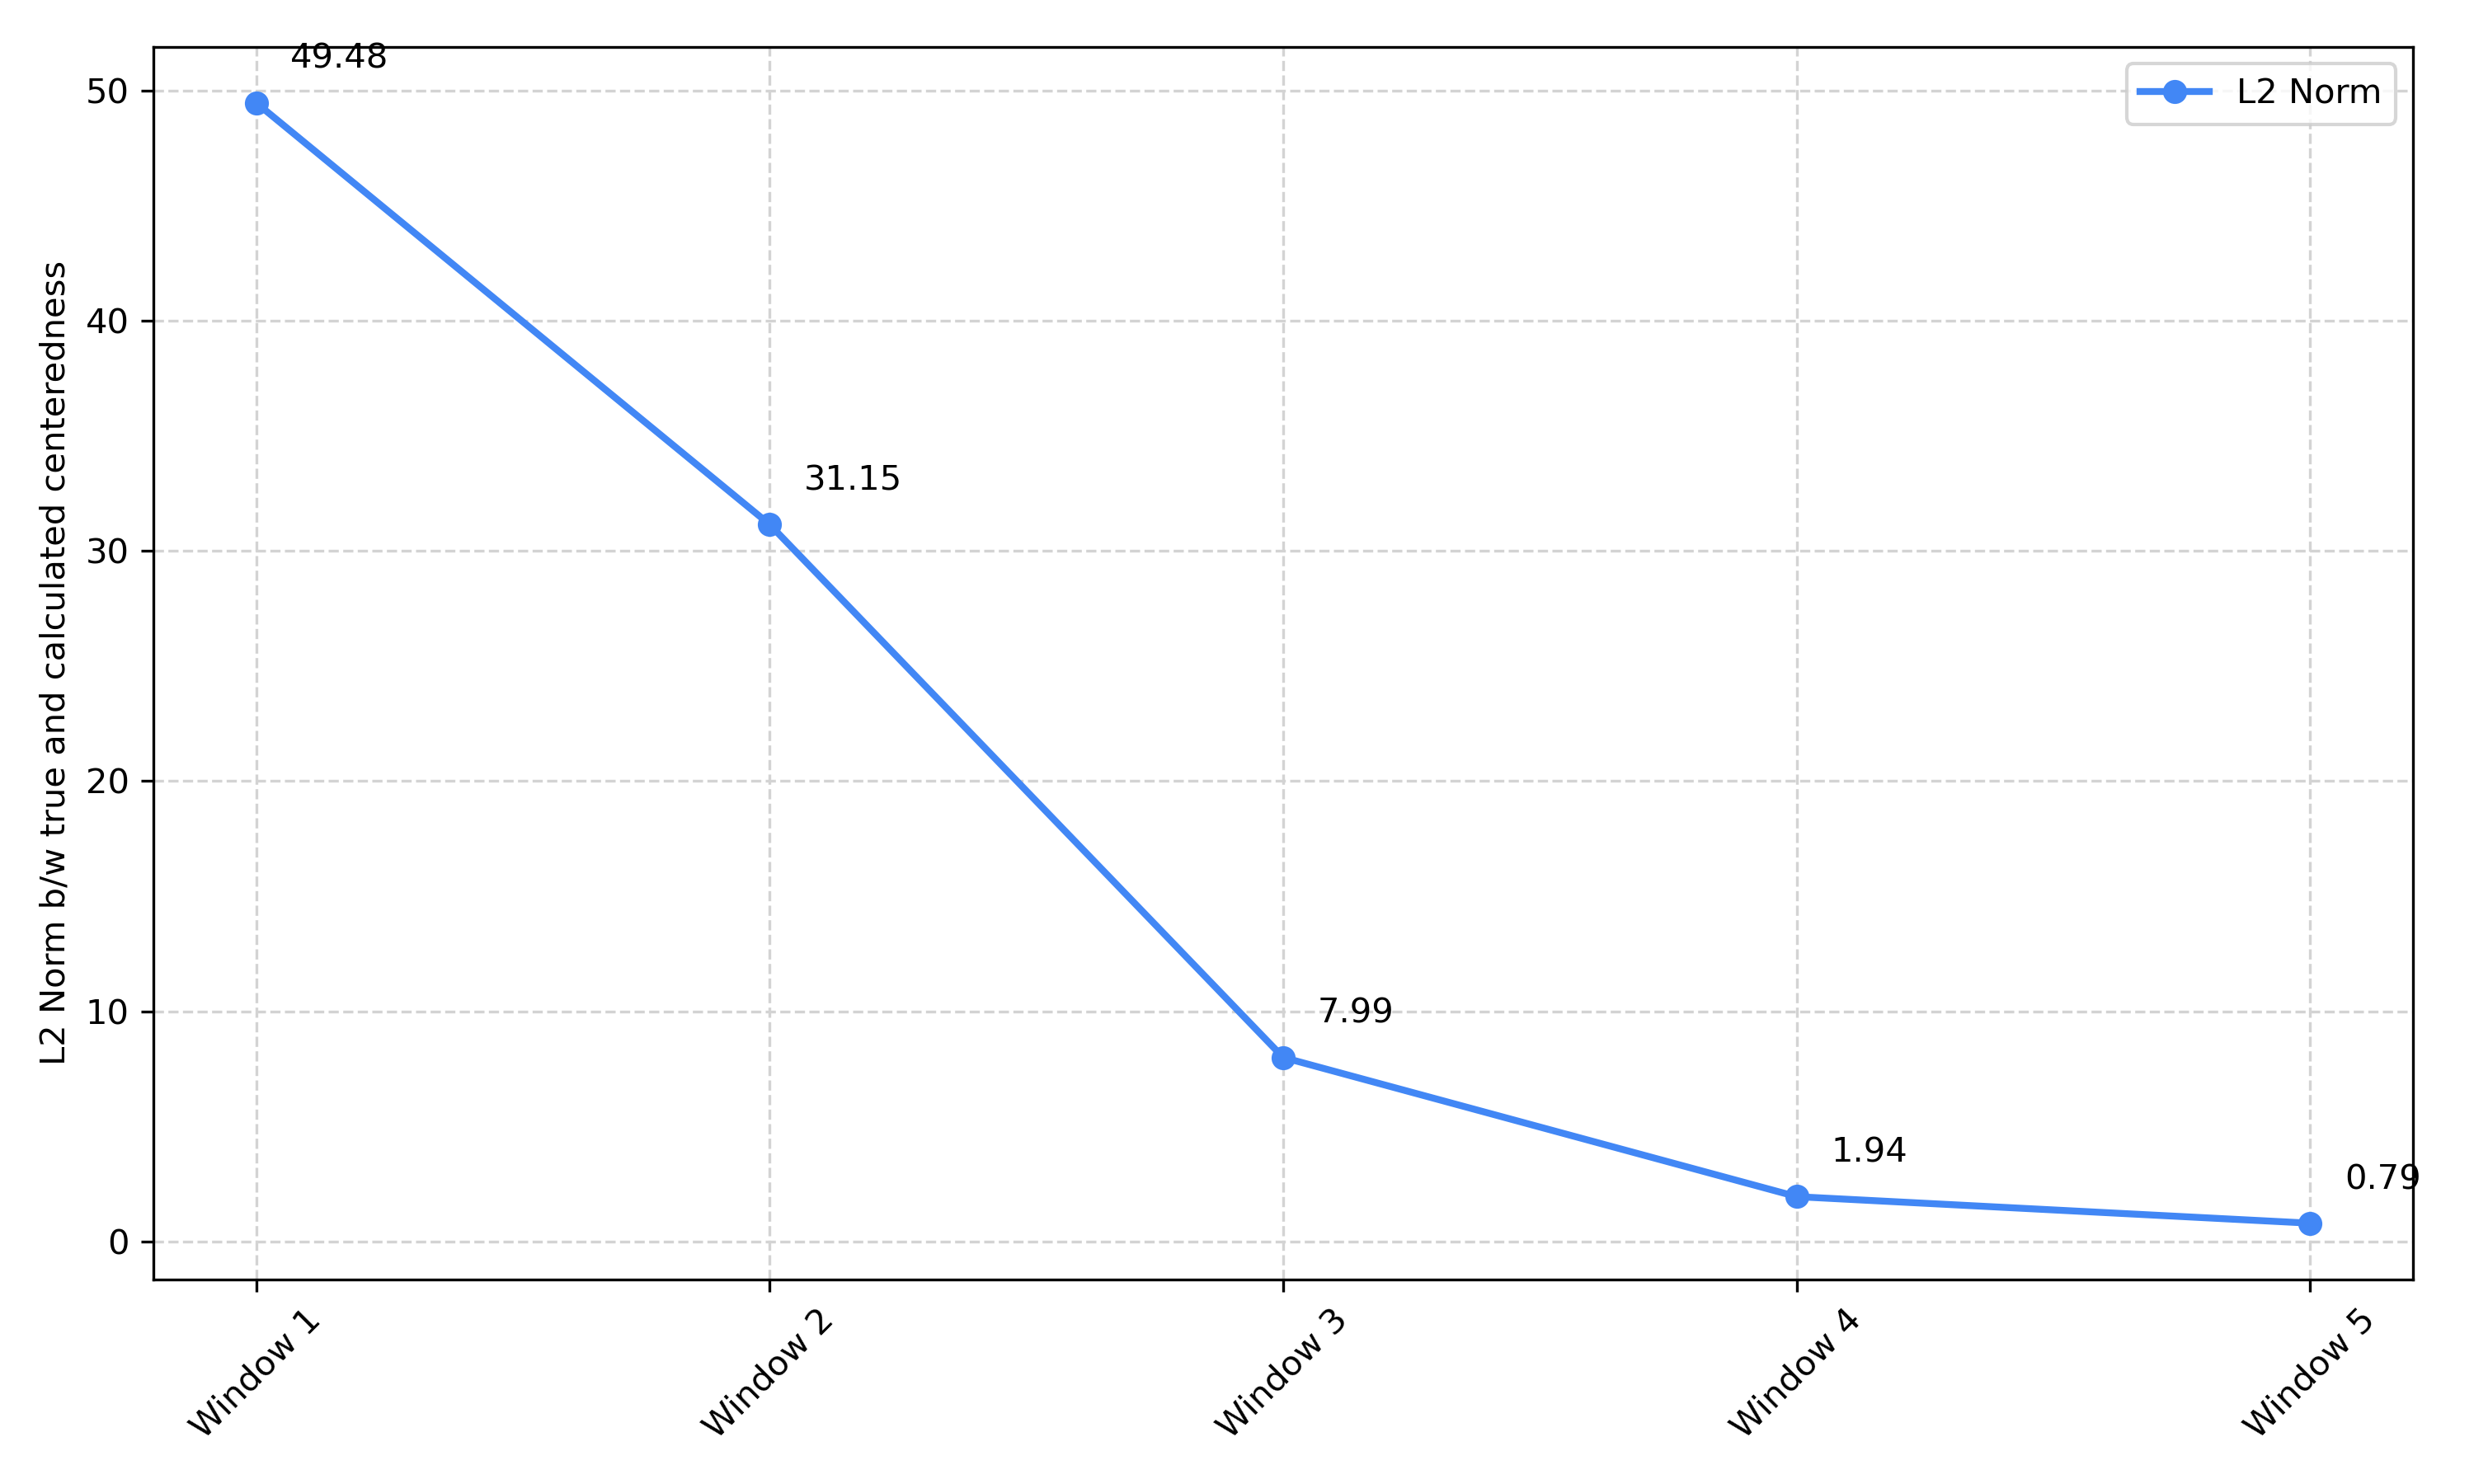 49.48
50
L2 Norm
40
31.15
30
20
10
7.99
1.94
0.79
0
L2 Norm b/w true and calculated centeredness
Window 1
Window 2
Window 3
Window 4
Window 5